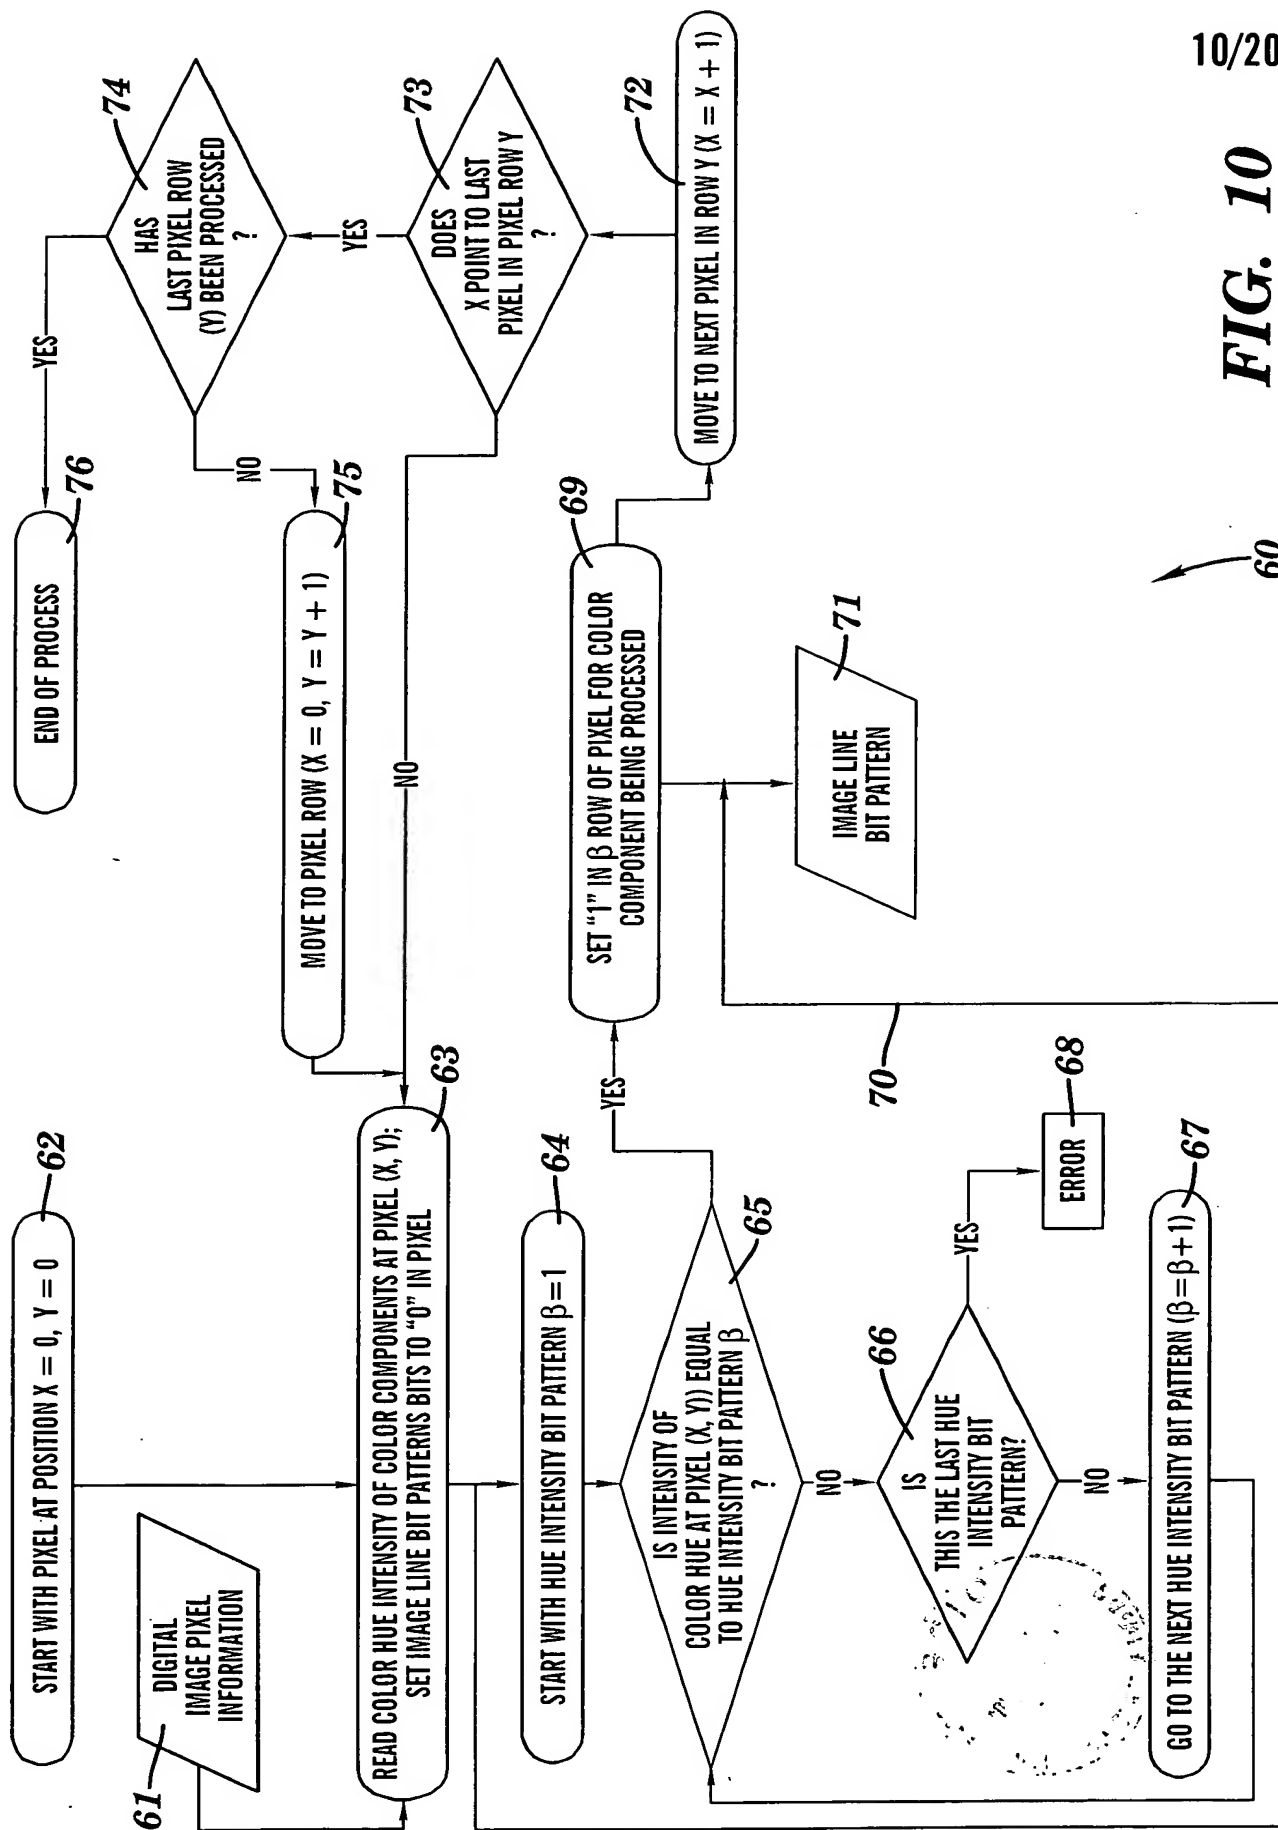 10/20
START WITH PIXEL AT POSITION X = 0, Y = 0
62
DIGITAL
IMAGE PIXEL
INFORMATION
61
READ COLOR HUE INTENSITY OF COLOR COMPONENTS AT PIXEL (X, Y);
SET IMAGE LINE BIT PATTERNS BITS TO "0" IN PIXEL
63
START WITH HUE INTENSITY BIT PATTERN β=1
64
IS INTENSITY OF
COLOR HUE AT PIXEL (X, Y)) EQUAL
TO HUE INTENSITY BIT PATTERN β
?
65
YES
NO
IS
THIS THE LAST HUE
INTENSITY BIT
PATTERN?
66
YES
ERROR
68
NO
GO TO THE NEXT HUE INTENSITY BIT PATTERN (β=β+1)
67
END OF PROCESS
76
YES
HAS
LAST PIXEL ROW
(Y) BEEN PROCESSED
?
74
NO
MOVE TO PIXEL ROW (X = 0, Y = Y + 1)
75
YES
DOES
X POINT TO LAST
PIXEL IN PIXEL ROW Y
?
73
NO
SET "1" IN β ROW OF PIXEL FOR COLOR
COMPONENT BEING PROCESSED
69
MOVE TO NEXT PIXEL IN ROW Y (X = X + 1)
72
IMAGE LINE
BIT PATTERN
71
70
60
FIG. 10